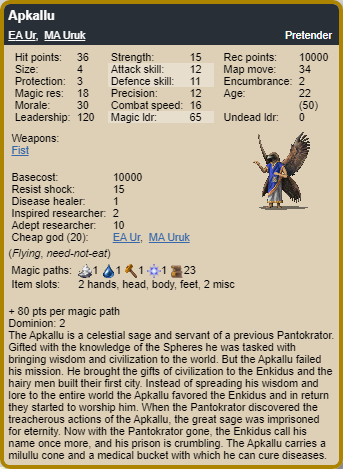 Apkallu
EA Ur, MA Uruk Pretender
Hit points: 36 Strength: 15 Rec points: 10000
Size: 4 Attack skill: 12 Map move: 34
Protection: 3 Defence skill: 11 Encumbrance: 2
Magic res: 18 Precision: 12 Age: 22
Morale: 30 Combat speed: 16 (50)
Leadership: 120 Magic ldr: 65 Undead ldr: 0
Weapons:
Fist
Basecost: 10000
Resist shock: 15
Disease healer: 1
Inspired researcher: 2
Adept researcher: 10
Cheap god (20): EA Ur, MA Uruk
(Flying, need-not-eat)
Magic paths: 1 1 1 1 23
Item slots: 2 hands, head, body, feet, 2 misc
+ 80 pts per magic path
Dominion: 2
The Apkallu is a celestial sage and servant of a previous Pantokrator.
Gifted with the knowledge of the Spheres he was tasked with
bringing wisdom and civilization to the world. But the Apkallu failed
his mission. He brought the gifts of civilization to the Enkidus and the
hairy men built their first city. Instead of spreading his wisdom and
lore to the entire world the Apkallu favored the Enkidus and in return
they started to worship him. When the Pantokrator discovered the
treacherous actions of the Apkallu, the great sage was imprisoned
for eternity. Now with the Pantokrator gone, the Enkidus call his
name once more, and his prison is crumbling. The Apkallu carries a
milullu cone and a medical bucket with which he can cure diseases.